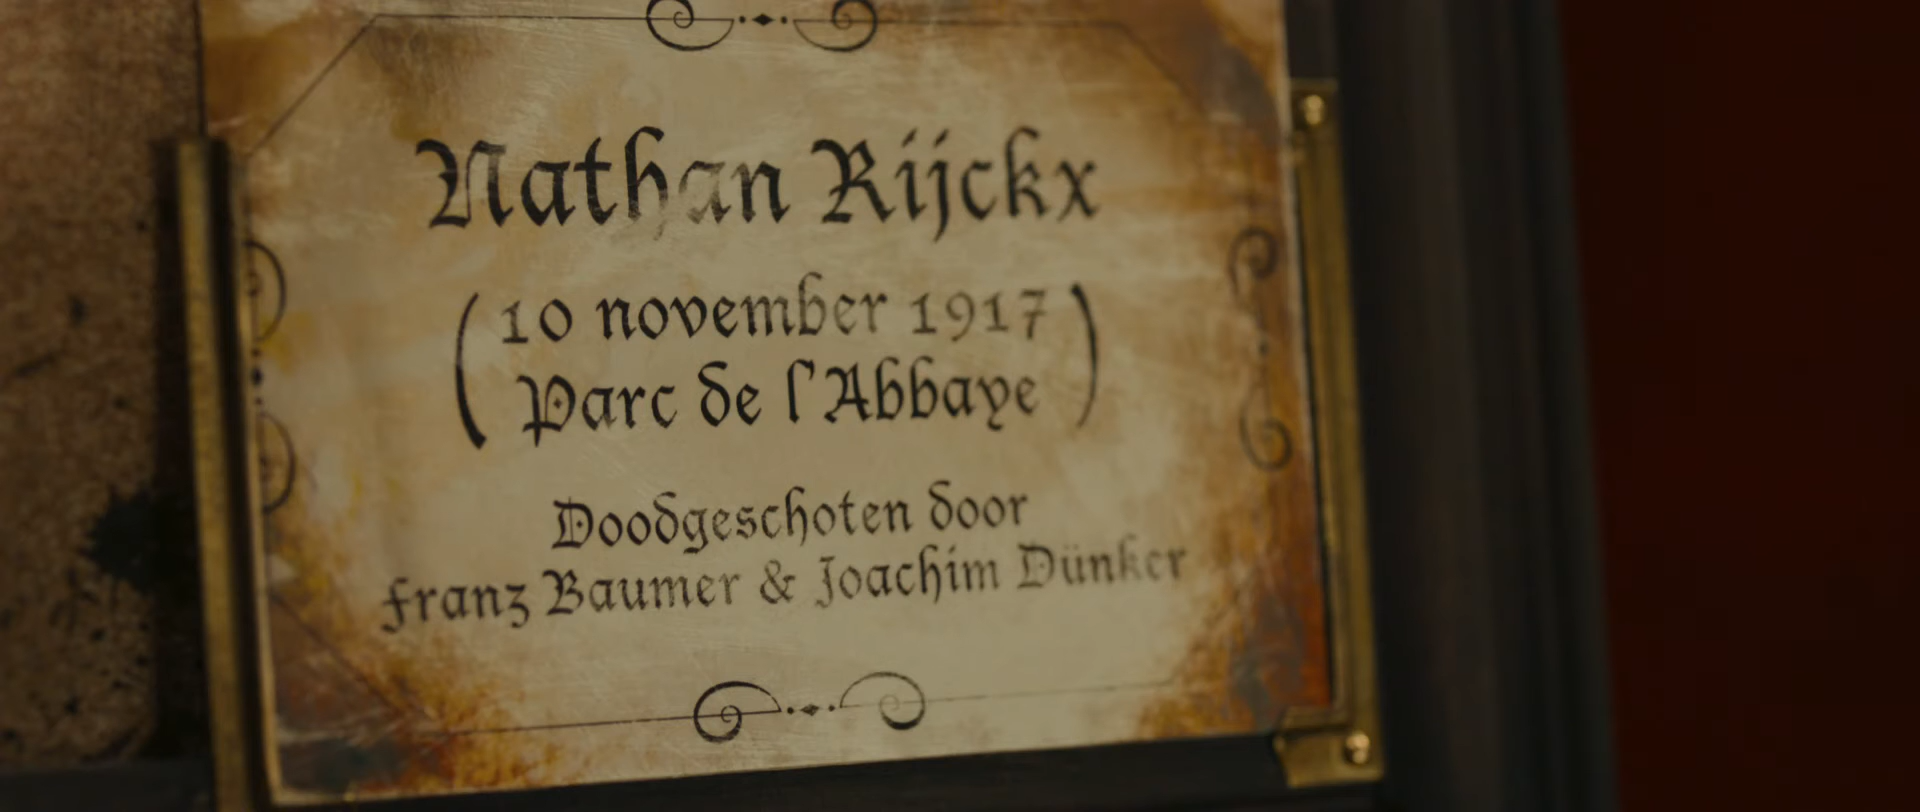 Nathan Rijckx
(10 november 1917
Parc de l'Abbaye)
Doodgeschoten door
Franz Baumer & Joachim Dünker